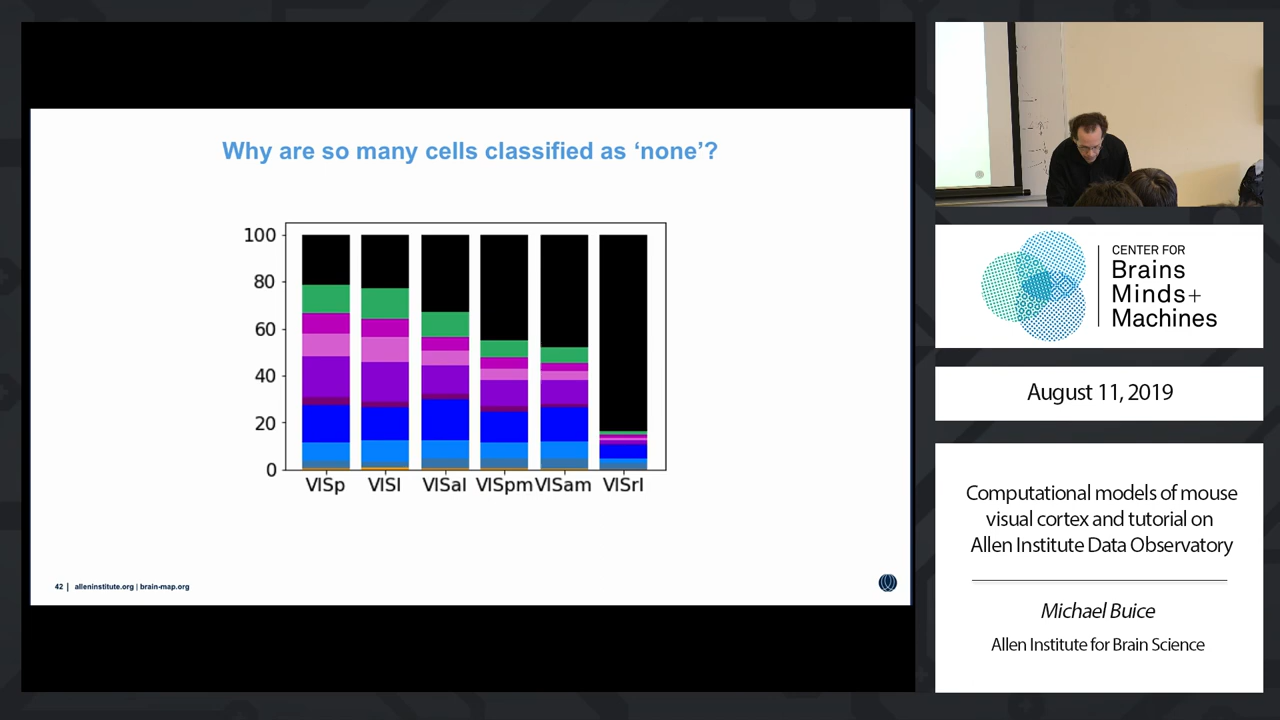 Why are so many cells classified as ‘none’?
100
80
60
40
20
0
VISp VISl VISal VISpm VISam VISrl
42 | alleninstitute.org | brain-map.org
CENTER FOR
Brains
Minds+
Machines
August 11, 2019
Computational models of mouse
visual cortex and tutorial on
Allen Institute Data Observatory
Michael Buice
Allen Institute for Brain Science